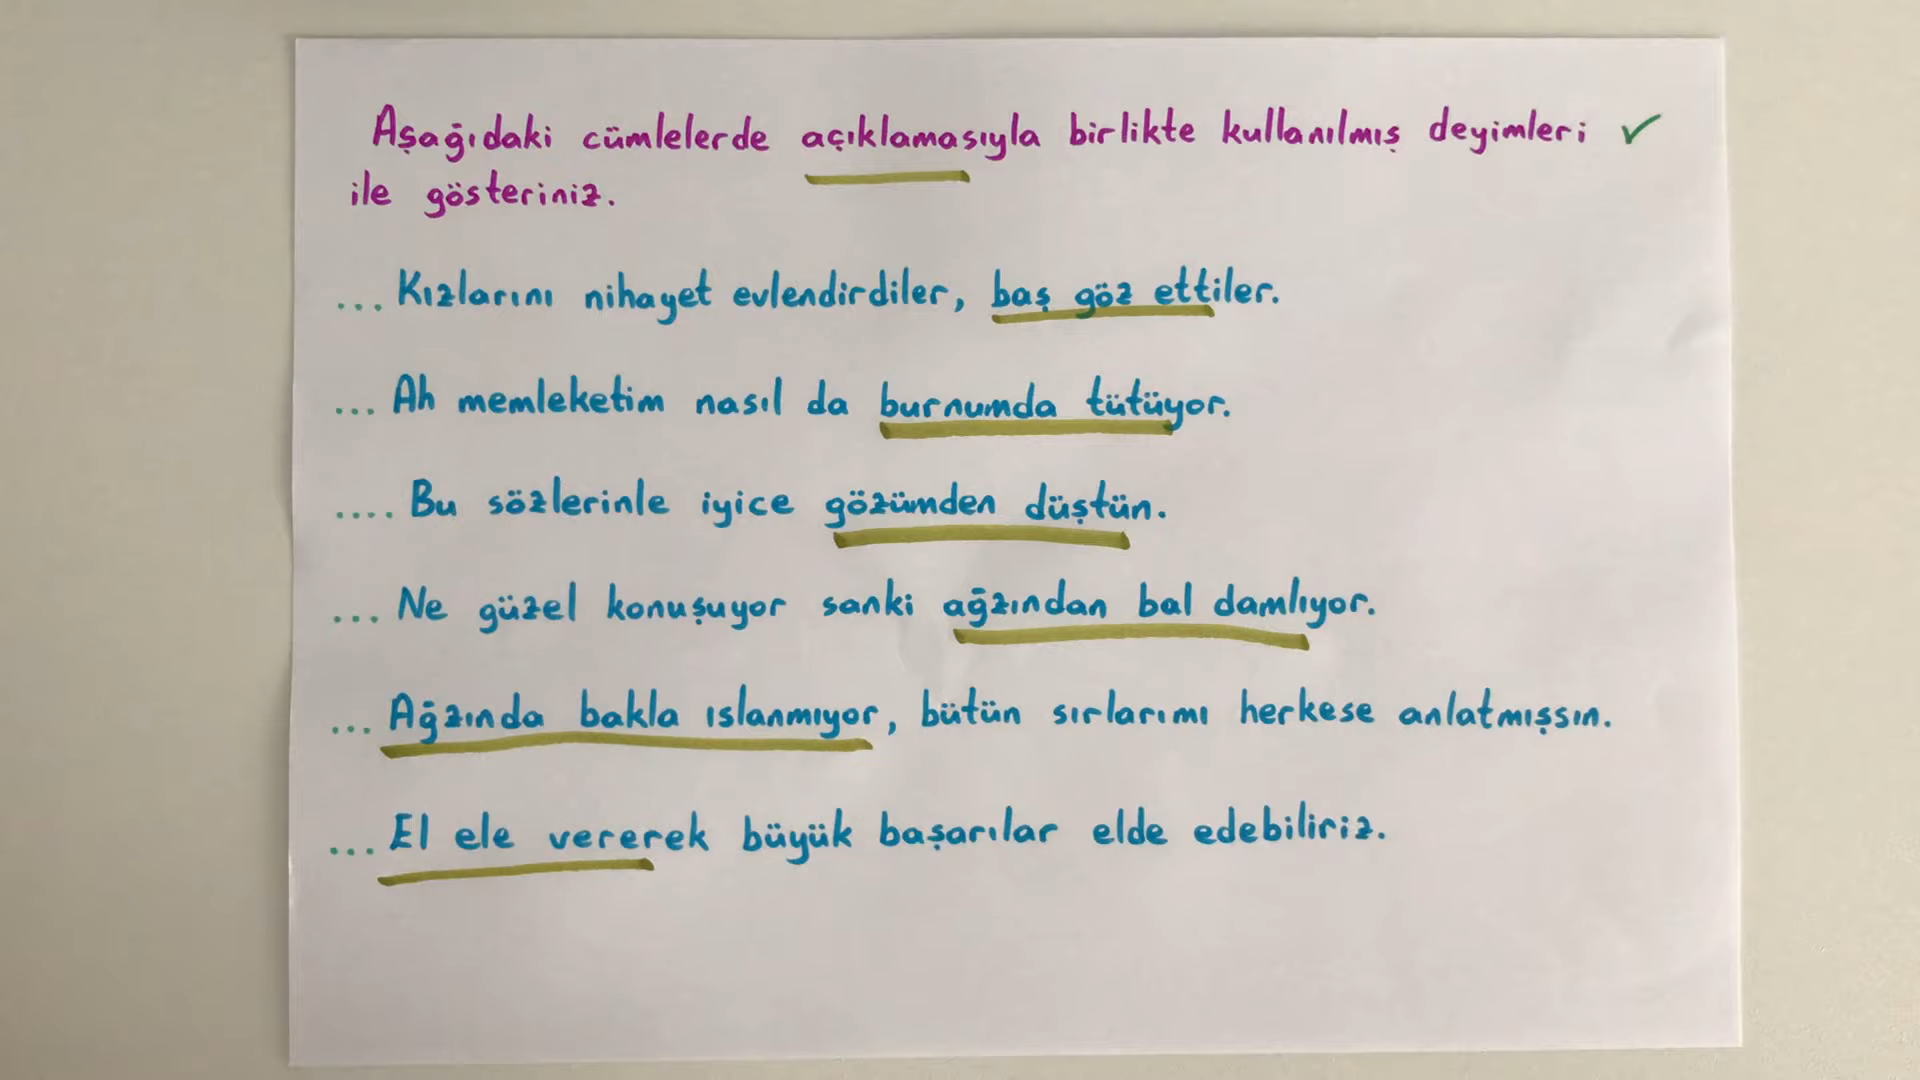 Aşağıdaki cümlelerde açıklamasıyla birlikte kullanılmış deyimleri ✓
ile gösteriniz.
... Kızlarını nihayet evlendirdiler, baş göz ettiler.
... Ah memleketim nasıl da burnumda tütüyor.
.... Bu sözlerinle iyice gözümden düştün.
... Ne güzel konuşuyor sanki ağzından bal damlıyor.
... Ağzında bakla ıslanmıyor, bütün sırlarımı herkese anlatmışsın.
... El ele vererek büyük başarılar elde edebiliriz.